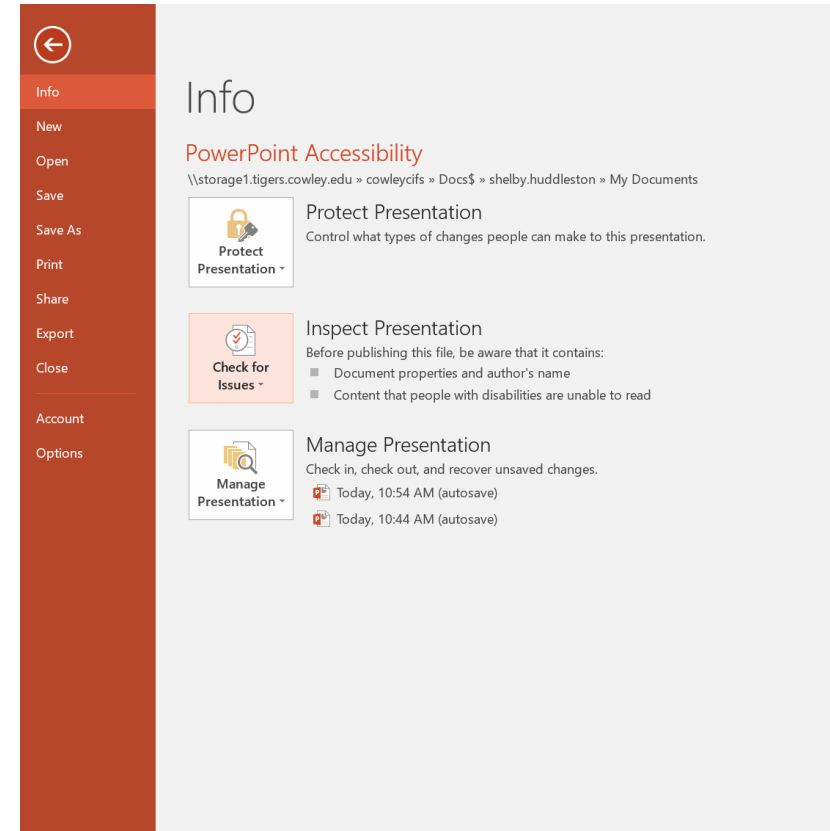 Info
New
Open
Save
Save As
Print
Share
Export
Close
Account
Options
Info
PowerPoint Accessibility
\\storage1.tigers.cowley.edu » cowleycifs » Docs$ » shelby.huddleston » My Documents
Protect
Presentation
Protect Presentation
Control what types of changes people can make to this presentation.
Check for
Issues
Inspect Presentation
Before publishing this file, be aware that it contains:
Document properties and author's name
Content that people with disabilities are unable to read
Manage
Presentation
Manage Presentation
Check in, check out, and recover unsaved changes.
Today, 10:54 AM (autosave)
Today, 10:44 AM (autosave)